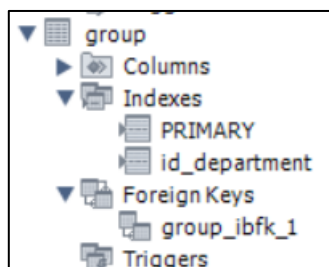 group
Columns
Indexes
PRIMARY
id_department
Foreign Keys
group_ibfk_1
Triggers